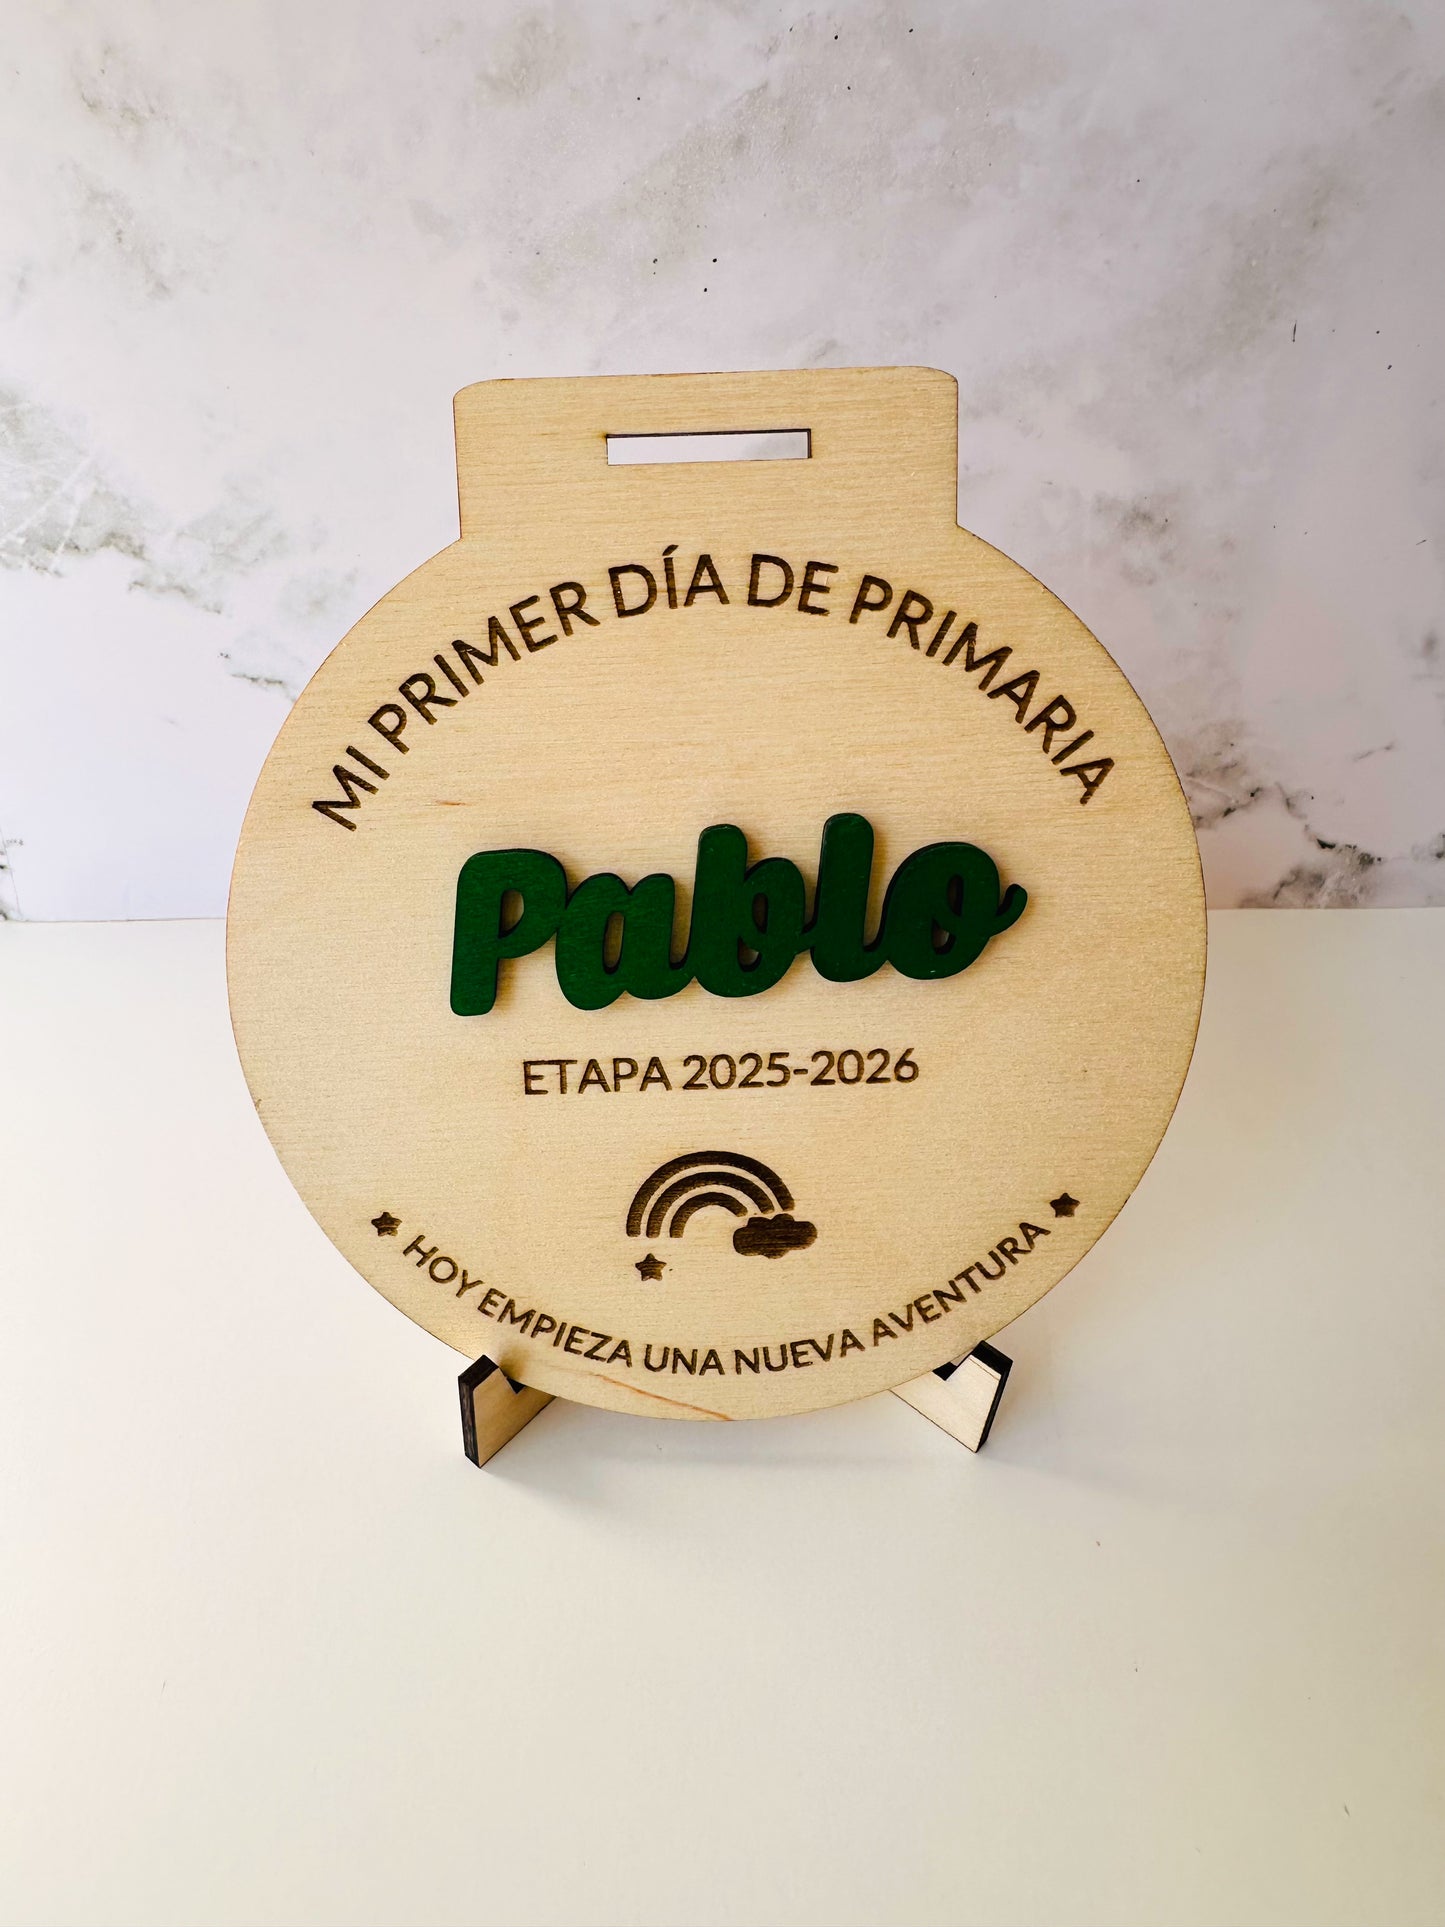 MI PRIMER DÍA DE PRIMARIA
Pablo
ETAPA 2025-2026
HOY EMPIEZA UNA NUEVA AVENTURA